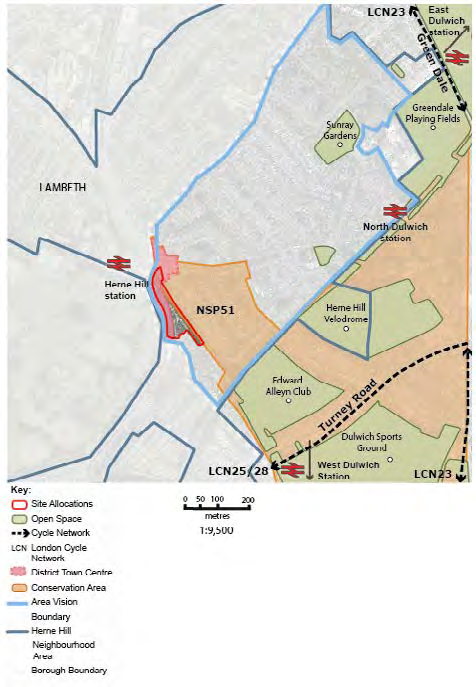 LCN23
East
Dulwich
station
Green Dale
Greendale
Playing Fields
Sunray
Gardens
LAMBETH
North Dulwich
station
Herne Hill
station
NSP51
Herne Hill
Velodrome
Edward
Alleyn Club
Turney Road
Dulwich Sports
Ground
LCN25/28
West Dulwich
Station
LCN23
Key:
Site Allocations
Open Space
Cycle Network
LCN London Cycle
Network
District Town Centre
Conservation Area
Area Vision
Boundary
Herne Hill
Neighbourhood
Area
Borough Boundary
0 50 100 200
metres
1:9,500